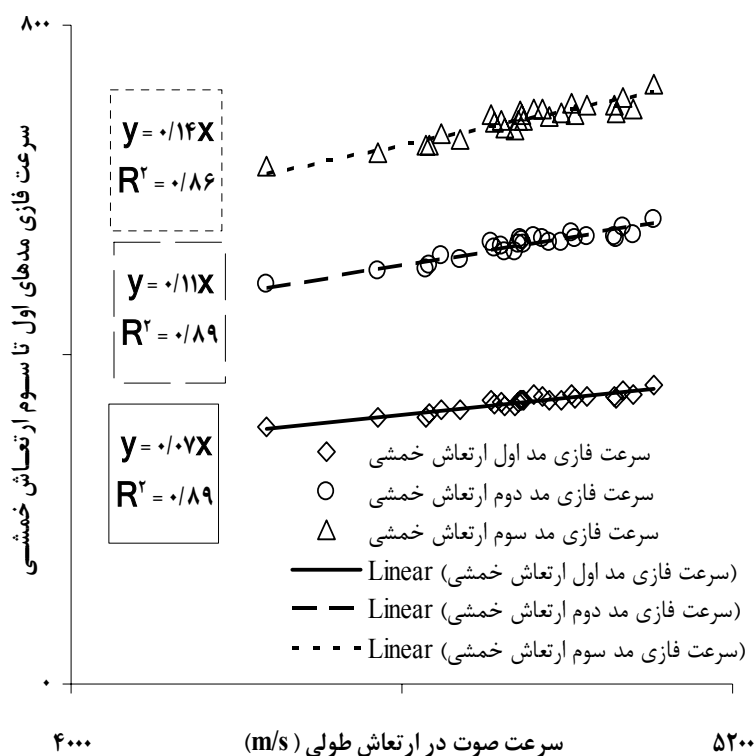 ۸۰۰
سرعت فازی مدهای اول تا سوم ارتعاش خمشی
y = ۰/۱۴x
R² = ۰/۸۶
y = ۰/۱۱x
R² = ۰/۸۹
y = ۰/۰۷x
R² = ۰/۸۹
سرعت فازی مد اول ارتعاش خمشی
سرعت فازی مد دوم ارتعاش خمشی
سرعت فازی مد سوم ارتعاش خمشی
Linear (سرعت فازی مد اول ارتعاش خمشی)
Linear (سرعت فازی مد دوم ارتعاش خمشی)
Linear (سرعت فازی مد سوم ارتعاش خمشی)
۰
۴۰۰۰
سرعت صوت در ارتعاش طولی (m/s)
۵۲۰۰